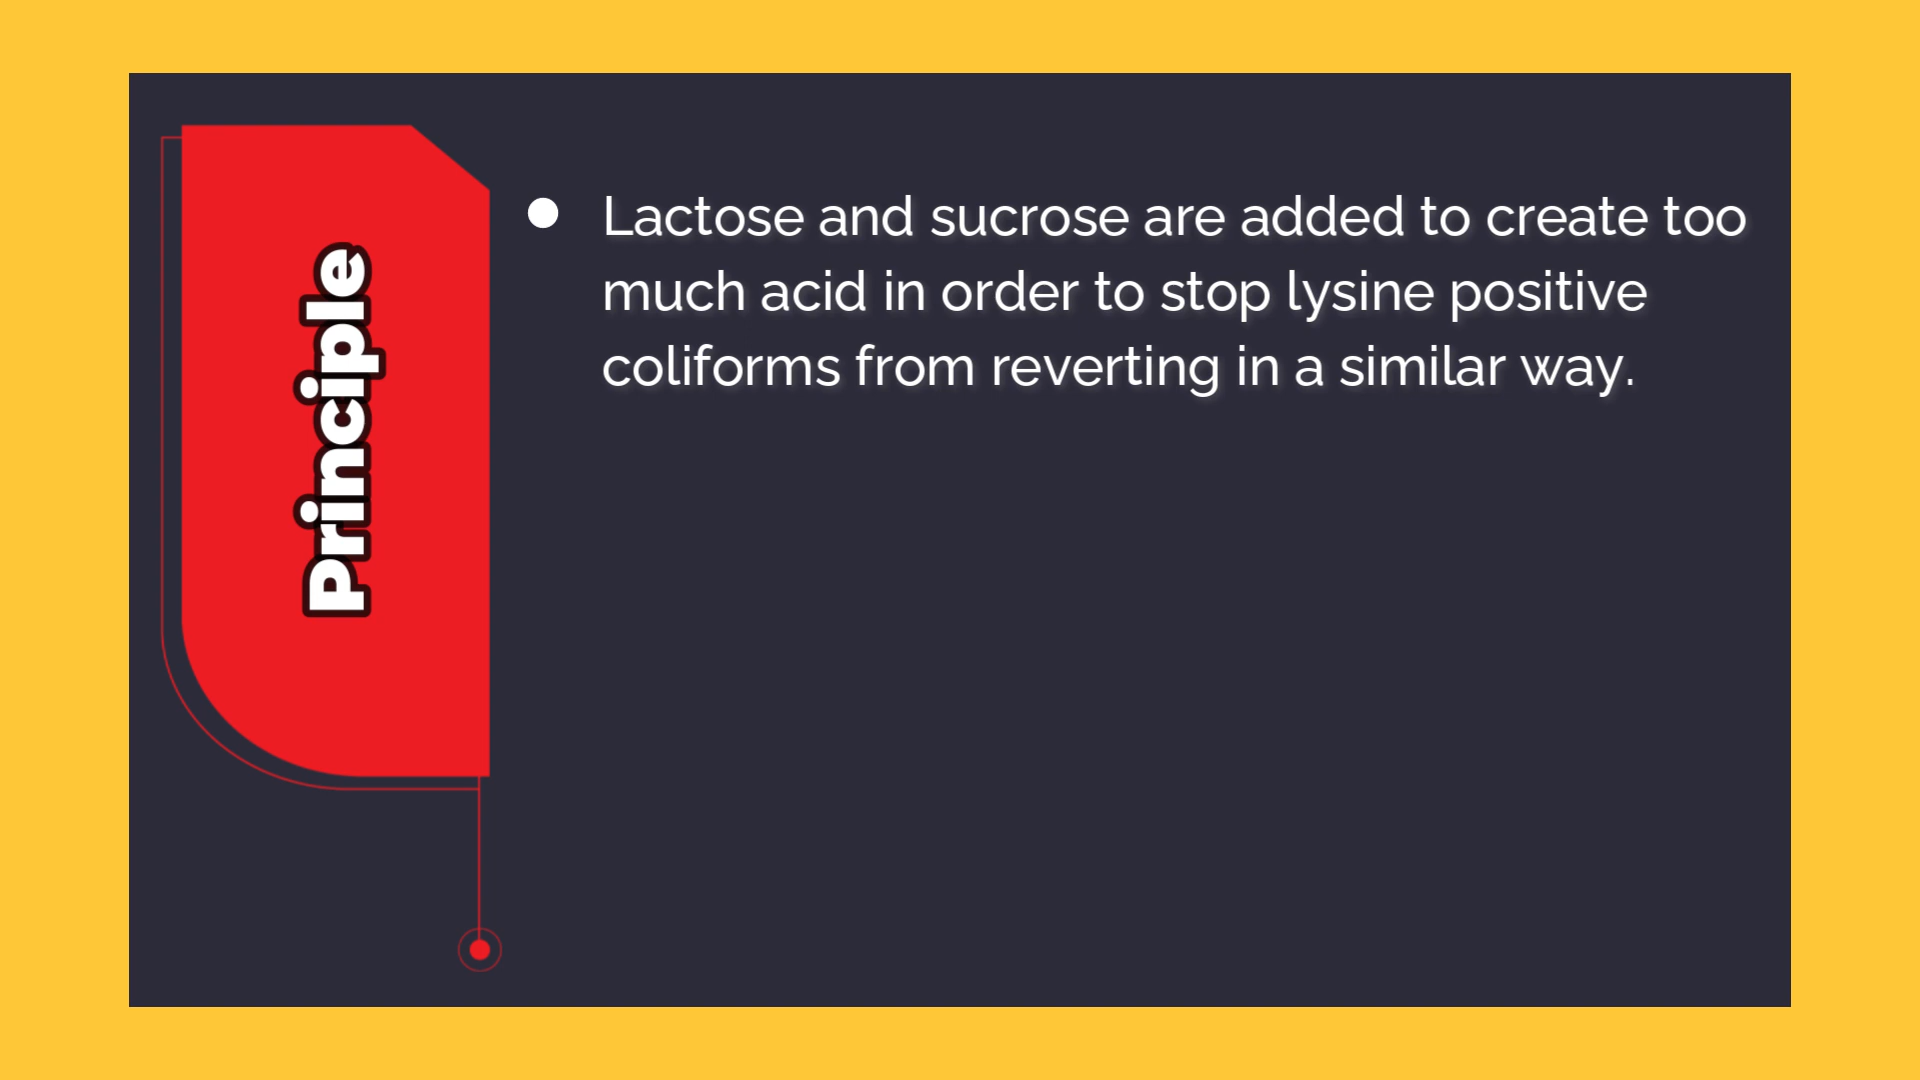 Principle
Lactose and sucrose are added to create too
much acid in order to stop lysine positive
coliforms from reverting in a similar way.